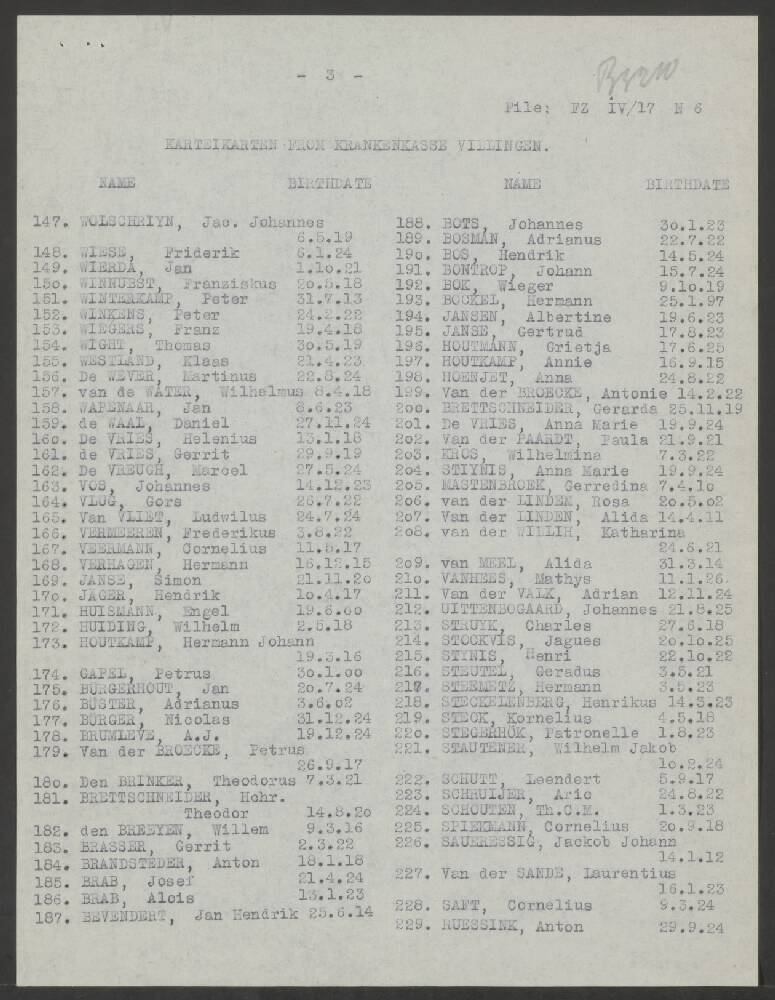 - 3 -
File: FZ IV/17 N 6
KARTEIKARTEN FROM KRANKENKASSE VILLINGEN.
NAME BIRTHDATE
147. WOLSCHRIYN, Jac. Johannes
6.5.19
148. WIESE, Friderik 6.1.24
149. WIERDA, Jan 1.1o.21
15o. WINNUBST, Franziskus 2o.5.18
151. WINTERKAMP, Peter 31.7.13
152. WINKENS, Peter 24.2.22
153. WIEGERS, Franz 19.4.18
154. WIGHT, Thomas 3o.5.19
155. WESTLAND, Klaas 21.4.23
156. De WEVER, Martinus 22.8.24
157. van de WATER, Wilhelmus 8.4.18
158. WAPENAAR, Jan 8.6.23
159. de WAAL, Daniel 27.11.24
16o. De VRIES, Helenius 13.1.18
161. de VRIES, Gerrit 29.9.19
162. De VREUGH, Marcel 27.5.24
163. VOS, Johannes 14.12.23
164. VLUG, Gors 26.7.22
165. Van VLIET, Ludwilus 24.7.24
166. VERMEEREN, Frederikus 3.8.22
167. VEERMANN, Cornelius 11.5.17
168. VERHAGEN, Hermann 16.12.15
169. JANSE, Simon 21.11.2o
17o. JAGER, Hendrik 1o.4.17
171. HUISMANN, Engel 19.6.oo
172. HUIDING, Wilhelm 2.5.18
173. HOUTKAMP, Hermann Johann
19.3.16
174. CAPEL, Petrus 3o.1.oo
175. BURGERHOUT, Jan 2o.7.24
176. BUSTER, Adrianus 3.6.o2
177. BÜRGER, Nicolas 31.12.24
178. BRUMLEVE, A.J. 19.12.24
179. Van der BROECKE, Petrus
26.9.17
18o. Den BRINKER, Theodorus 7.3.21
181. BRETTSCHNEIDER, Hohr.
Theodor 14.8.2o
182. den BREEYEN, Willem 9.3.16
183. BRASSER, Gerrit 2.3.22
184. BRANDSTEDER, Anton 18.1.18
185. BRAB, Josef 21.4.24
186. BRAB, Alois 13.1.23
187. BEVENDERT, Jan Hendrik 25.6.14
NAME BIRTHDATE
188. BOTS, Johannes 3o.1.23
189. BOSMAN, Adrianus 22.7.22
19o. BOS, Hendrik 14.5.24
191. BONTROP, Johann 15.7.24
192. BOK, Wieger 9.1o.19
193. BOCKEL, Hermann 25.1.97
194. JANSEN, Albertine 19.6.23
195. JANSE, Gertrud 17.8.23
196. HOUTMANN, Grietja 17.6.25
197. HOUTKAMP, Annie 16.9.15
198. HOENJET, Anna 24.8.22
199. Van der BROECKE, Antonie 14.2.22
2oo. BRETTSCHNEIDER, Gerarda 25.11.19
2o1. De VRIES, Anna Marie 19.9.24
2o2. Van der PAARDT, Paula 21.9.21
2o3. KROS, Wilhelmina 7.3.22
2o4. STIYNIS, Anna Marie 19.9.24
2o5. MASTENBROEK, Gerredina 7.4.1o
2o6. van der LINDEN, Rosa 2o.5.o2
2o7. Van der LINDEN, Alida 14.4.11
2o8. van der WILLIH, Katharina
24.6.21
2o9. van MEEL, Alida 31.3.14
21o. VANHEES, Mathys 11.1.26.
211. Van der VALK, Adrian 12.11.24
212. UITTENBOGAARD, Johannes 21.8.25
213. STRUYK, Charles 27.6.18
214. STOCKVIS, Jagues 2o.1o.25
215. STYNIS, Henri 22.1o.22
216. STEUTEL, Geradus 3.5.21
217. STEEMETZ, Hermann 3.5.23
218. STECKELENBERG, Henrikus 14.3.23
219. STECK, Kornelius 4.5.18
22o. STEGERHOK, Patronelle 1.8.23
221. STAUTENER, Wilhelm Jakob
1o.2.24
222. SCHUTT, Leendert 5.9.17
223. SCHRUIJER, Arie 24.8.22
224. SCHOUTEN, Th.C.M. 1.3.23
225. SPIEKMANN, Cornelius 2o.9.18
226. SAUERESSIG, Jackob Johann
14.1.12
227. Van der SANDE, Laurentius
16.1.23
228. SAFT, Cornelius 9.3.24
229. RUESSINK, Anton 29.9.24